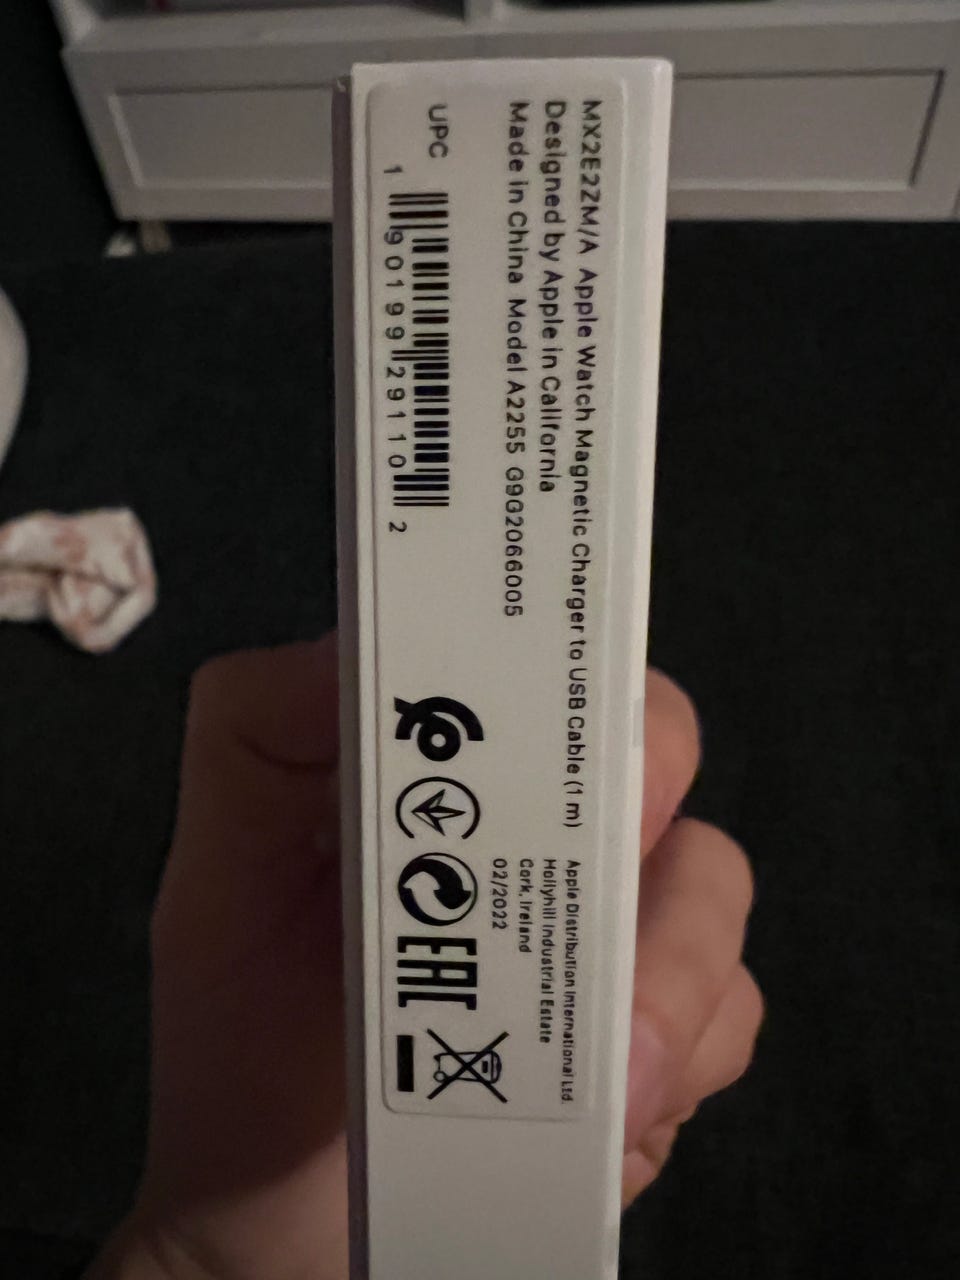 MX2E2ZM/A Apple Watch Magnetic Charger to USB Cable (1 m)
Designed by Apple in California
Made in China Model A2255 G9G2066005
UPC
1 90199 29110 2
Apple Distribution International Ltd.
Hollyhill Industrial Estate
Cork, Ireland
02/2022
EAC